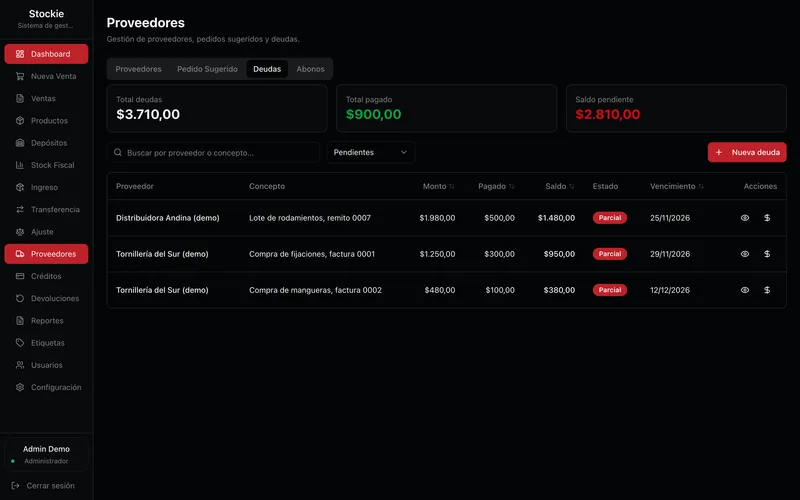 Stockie
Sistema de gest...
Dashboard
Nueva Venta
Ventas
Productos
Depósitos
Stock Fiscal
Ingreso
Transferencia
Ajuste
Proveedores
Créditos
Devoluciones
Reportes
Etiquetas
Usuarios
Configuración
Admin Demo
Administrador
Cerrar sesión
Proveedores
Gestión de proveedores, pedidos sugeridos y deudas.
Proveedores Pedido Sugerido Deudas Abonos
Total deudas
$3.710,00
Total pagado
$900,00
Saldo pendiente
$2.810,00
Buscar por proveedor o concepto...
Pendientes
+ Nueva deuda
Proveedor Concepto Monto Pagado Saldo Estado Vencimiento Acciones
Distribuidora Andina (demo) Lote de rodamientos, remito 0007 $1.980,00 $500,00 $1.480,00 Parcial 25/11/2026
Tornillería del Sur (demo) Compra de fijaciones, factura 0001 $1.250,00 $300,00 $950,00 Parcial 29/11/2026
Tornillería del Sur (demo) Compra de mangueras, factura 0002 $480,00 $100,00 $380,00 Parcial 12/12/2026